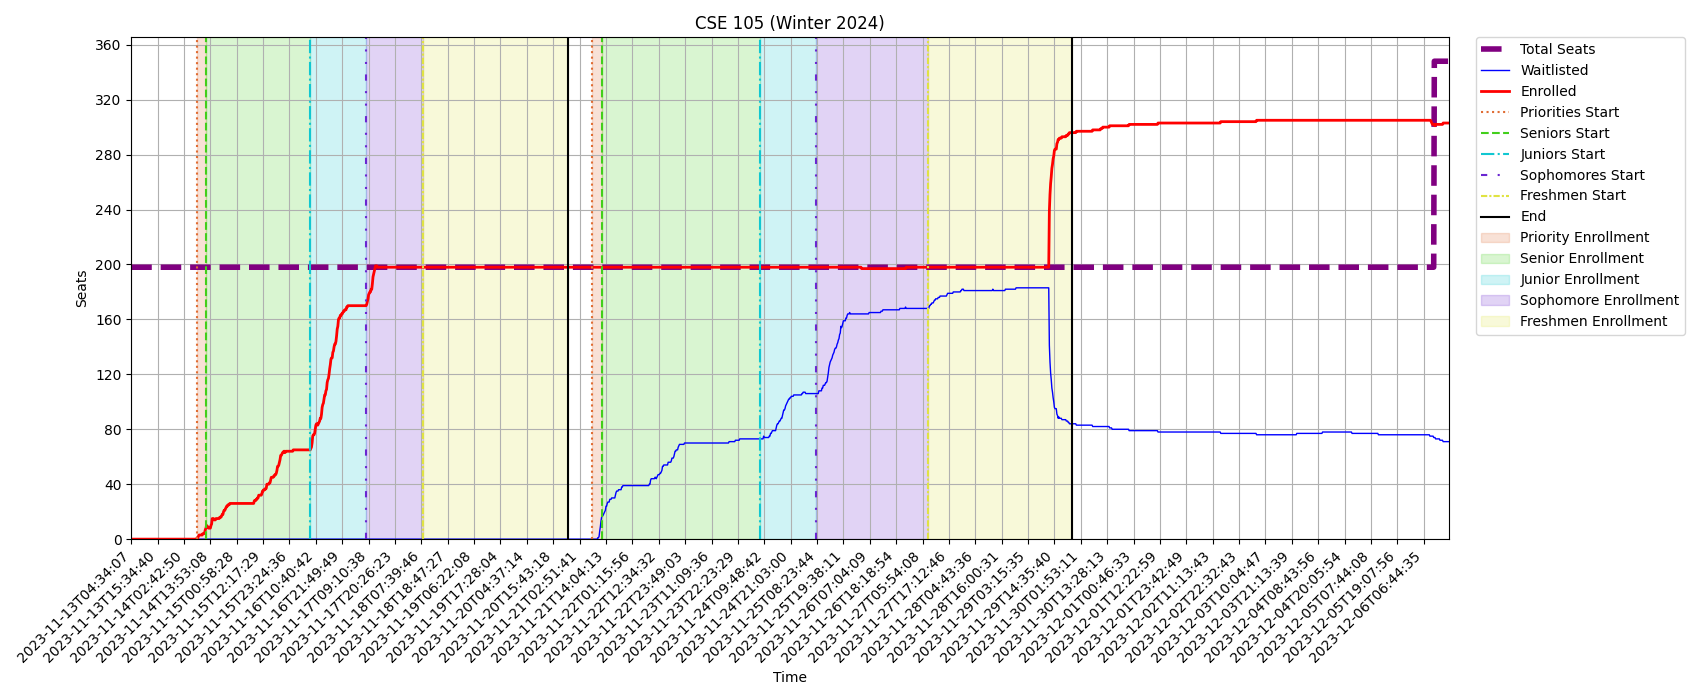 CSE 105 (Winter 2024)
360
320
280
240
200
160
120
80
40
0
Seats
2023-11-13T04:34:07
2023-11-13T15:34:40
2023-11-14T02:42:50
2023-11-14T13:53:08
2023-11-15T00:58:28
2023-11-15T12:17:29
2023-11-15T23:24:36
2023-11-16T10:40:42
2023-11-16T21:49:49
2023-11-17T09:10:38
2023-11-17T20:26:23
2023-11-18T07:39:46
2023-11-18T18:47:27
2023-11-19T06:22:08
2023-11-19T17:28:04
2023-11-20T04:37:14
2023-11-20T15:43:18
2023-11-21T02:51:41
2023-11-21T14:04:13
2023-11-22T01:15:56
2023-11-22T12:34:32
2023-11-22T23:49:03
2023-11-23T11:09:36
2023-11-23T22:23:29
2023-11-24T09:48:42
2023-11-24T21:03:00
2023-11-25T08:23:44
2023-11-25T19:38:11
2023-11-26T07:04:09
2023-11-26T18:18:54
2023-11-27T05:54:08
2023-11-27T17:12:46
2023-11-28T04:43:36
2023-11-28T16:00:31
2023-11-29T03:15:35
2023-11-29T14:35:40
2023-11-30T01:53:11
2023-11-30T13:28:13
2023-12-01T00:46:33
2023-12-01T12:22:59
2023-12-01T23:42:49
2023-12-02T11:13:43
2023-12-02T22:32:43
2023-12-03T10:04:47
2023-12-03T21:13:39
2023-12-04T08:43:56
2023-12-04T20:05:54
2023-12-05T07:44:08
2023-12-05T19:07:56
2023-12-06T06:44:35
Time
Total Seats
Waitlisted
Enrolled
Priorities Start
Seniors Start
Juniors Start
Sophomores Start
Freshmen Start
End
Priority Enrollment
Senior Enrollment
Junior Enrollment
Sophomore Enrollment
Freshmen Enrollment